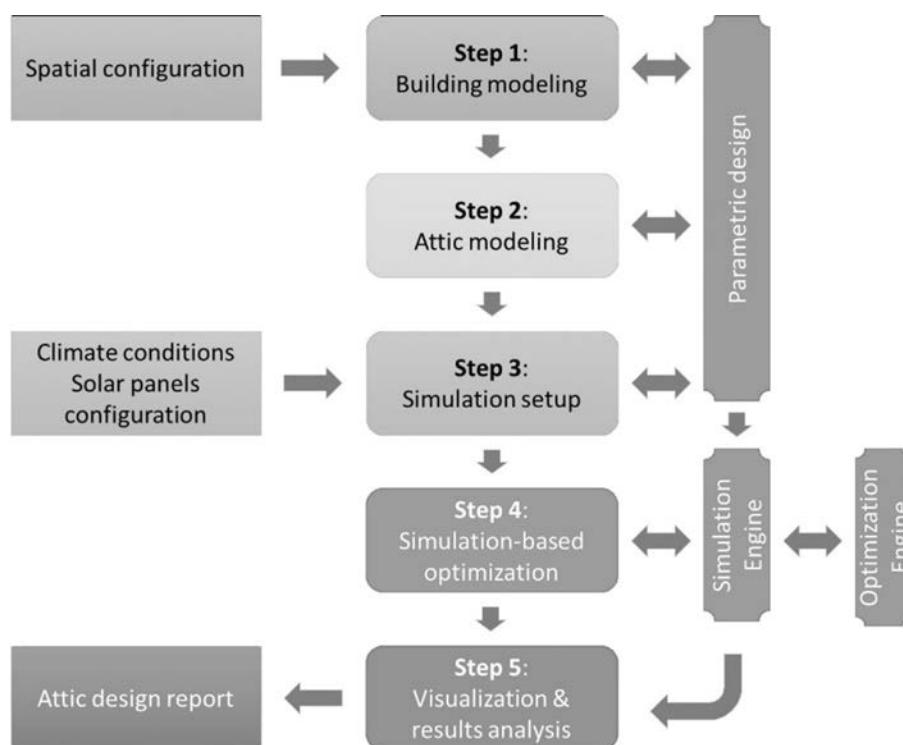 Spatial configuration
Step 1:
Building modeling
Step 2:
Attic modeling
Parametric design
Climate conditions
Solar panels
configuration
Step 3:
Simulation setup
Step 4:
Simulation-based
optimization
Simulation
Engine
Optimization
Engine
Attic design report
Step 5:
Visualization &
results analysis